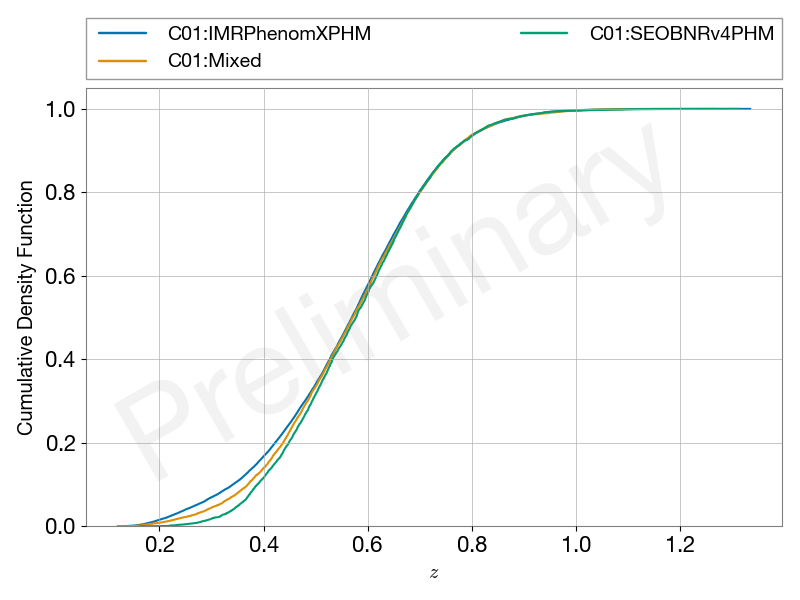 C01:IMRPhenomXPHM
C01:Mixed
C01:SEOBNRv4PHM
Cumulative Density Function
1.0
0.8
0.6
0.4
0.2
0.0
Preliminary
0.2 0.4 0.6 0.8 1.0 1.2
z